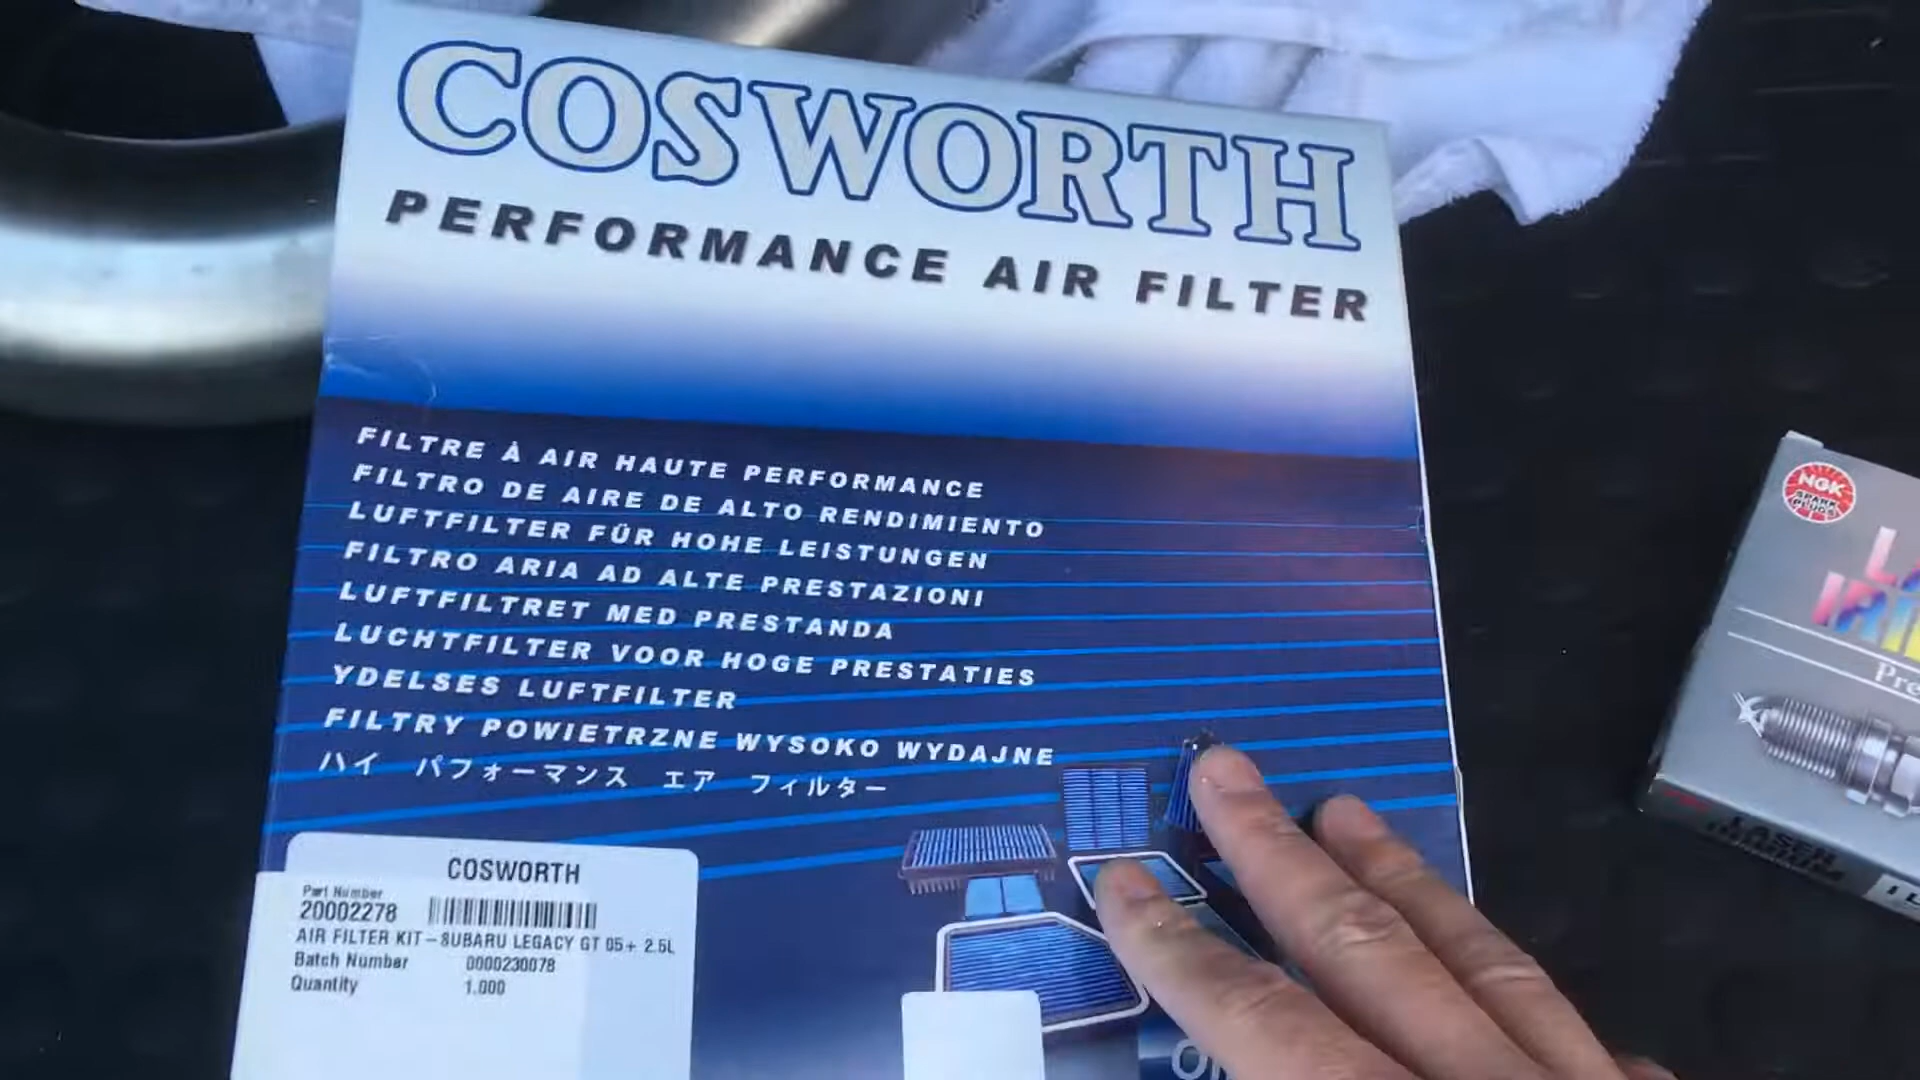 COSWORTH
PERFORMANCE AIR FILTER
FILTRE À AIR HAUTE PERFORMANCE
FILTRO DE AIRE DE ALTO RENDIMIENTO
LUFTFILTER FÜR HOHE LEISTUNGEN
FILTRO ARIA AD ALTE PRESTAZIONI
LUFTFILTRET MED PRESTANDA
LUCHTFILTER VOOR HOGE PRESTATIES
YDELSES LUFTFILTER
FILTRY POWIETRZNE WYSOKO WYDAJNE
ハイ パフォーマンス エア フィルター
COSWORTH
Part Number
20002278
AIR FILTER KIT - SUBARU LEGACY GT 05+ 2.5L
Batch Number 0000230078
Quantity 1.000
NGK
SPARK
PLUGS
LASER
IRIDIUM